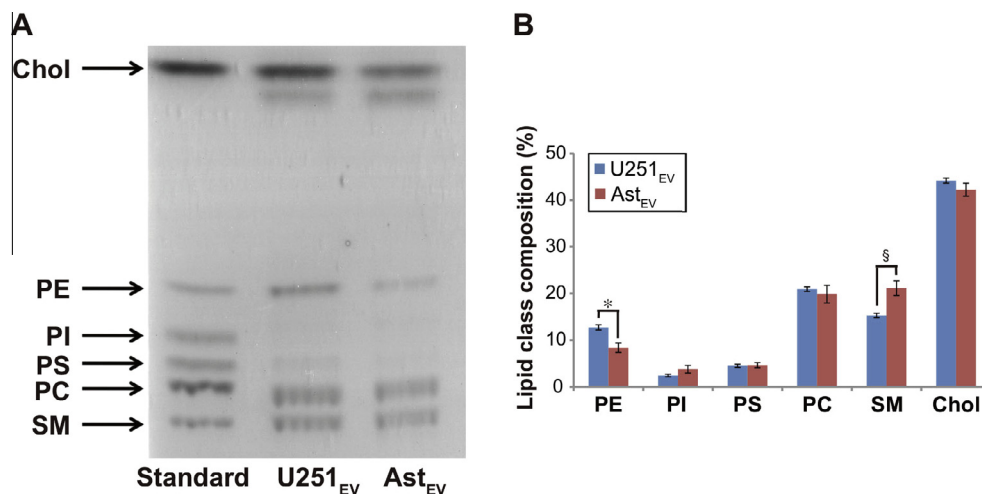 A
Chol
PE
PI
PS
PC
SM
Standard U251EV AstEV
B
Lipid class composition (%)
50
40
30
20
10
0
U251EV
AstEV
*
§
PE PI PS PC SM Chol